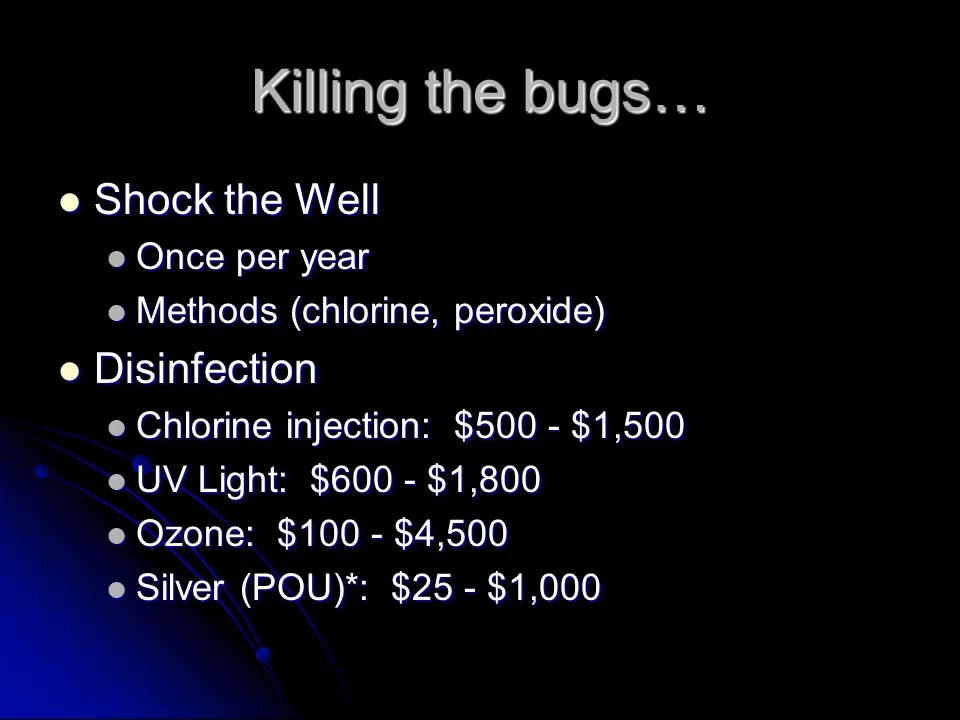 Killing the bugs…
Shock the Well
Once per year
Methods (chlorine, peroxide)
Disinfection
Chlorine injection: $500 - $1,500
UV Light: $600 - $1,800
Ozone: $100 - $4,500
Silver (POU)*: $25 - $1,000